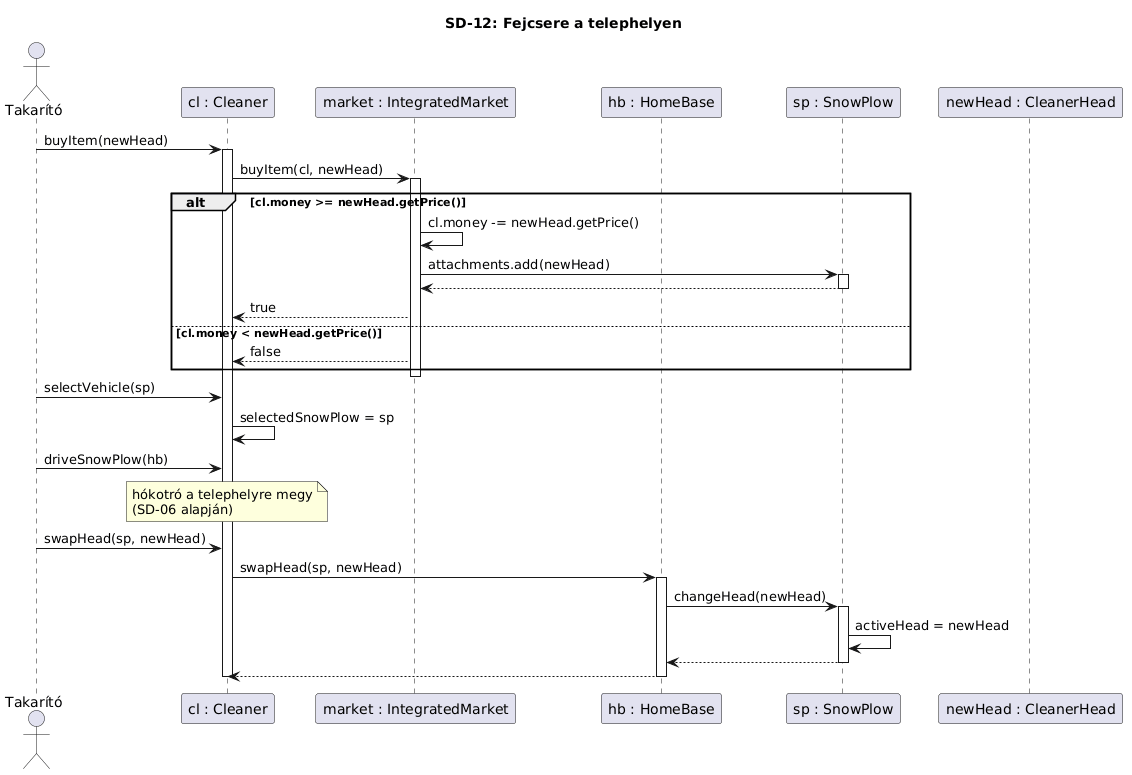 SD-12: Fejcsere a telephelyen
Takarító
cl : Cleaner
market : IntegratedMarket
hb : HomeBase
sp : SnowPlow
newHead : CleanerHead
buyItem(newHead)
buyItem(cl, newHead)
alt
[cl.money >= newHead.getPrice()]
cl.money -= newHead.getPrice()
attachments.add(newHead)
true
[cl.money < newHead.getPrice()]
false
selectVehicle(sp)
selectedSnowPlow = sp
driveSnowPlow(hb)
hókotró a telephelyre megy
(SD-06 alapján)
swapHead(sp, newHead)
swapHead(sp, newHead)
changeHead(newHead)
activeHead = newHead
Takarító
cl : Cleaner
market : IntegratedMarket
hb : HomeBase
sp : SnowPlow
newHead : CleanerHead